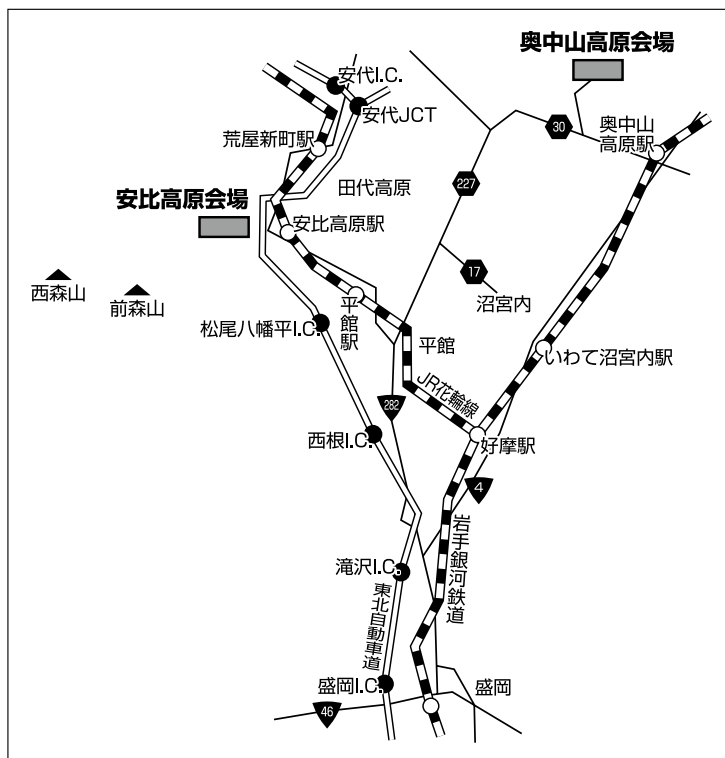 奥中山高原会場
安代I.C.
安代JCT
30
奥中山
高原駅
荒屋新町駅
田代高原
227
安比高原会場
安比高原駅
17
西森山
前森山
沼宮内
松尾八幡平I.C.
平館駅
平館
いわて沼宮内駅
JR花輪線
282
西根I.C.
好摩駅
4
岩手銀河鉄道
滝沢I.C.
東北自動車道
盛岡I.C.
盛岡
46